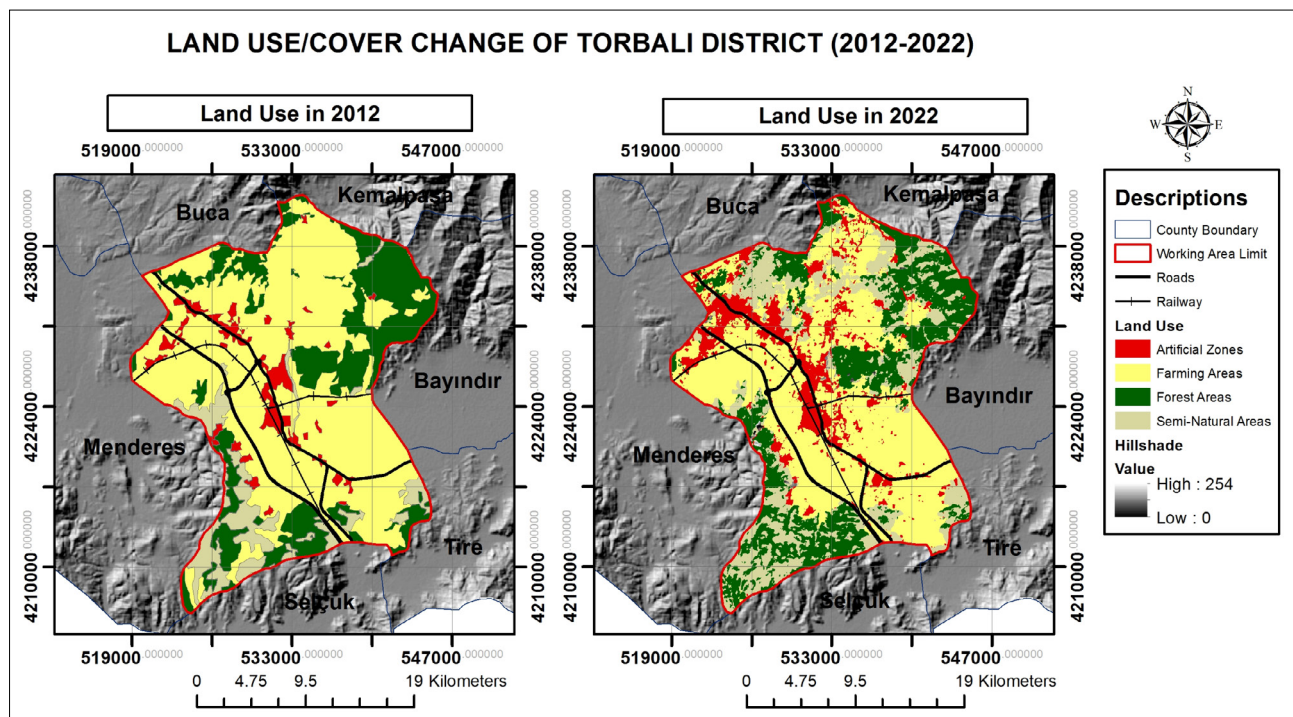 LAND USE/COVER CHANGE OF TORBALI DISTRICT (2012-2022)
Land Use in 2012
519000.000000 533000.000000 547000.000000
4238000.000000
4224000.000000
4210000.000000
Buca
Kemalpaşa
Bayındır
Menderes
Tire
Selçuk
4238000.000000
4224000.000000
4210000.000000
519000.000000 533000.000000 547000.000000
0 4.75 9.5 19 Kilometers
Land Use in 2022
519000.000000 533000.000000 547000.000000
4238000.000000
4224000.000000
4210000.000000
Buca
Kemalpaşa
Bayındır
Menderes
Tire
Selçuk
4238000.000000
4224000.000000
4210000.000000
519000.000000 533000.000000 547000.000000
0 4.75 9.5 19 Kilometers
N
W E
S
Descriptions
County Boundary
Working Area Limit
Roads
Railway
Land Use
Artificial Zones
Farming Areas
Forest Areas
Semi-Natural Areas
Hillshade
Value
High : 254
Low : 0